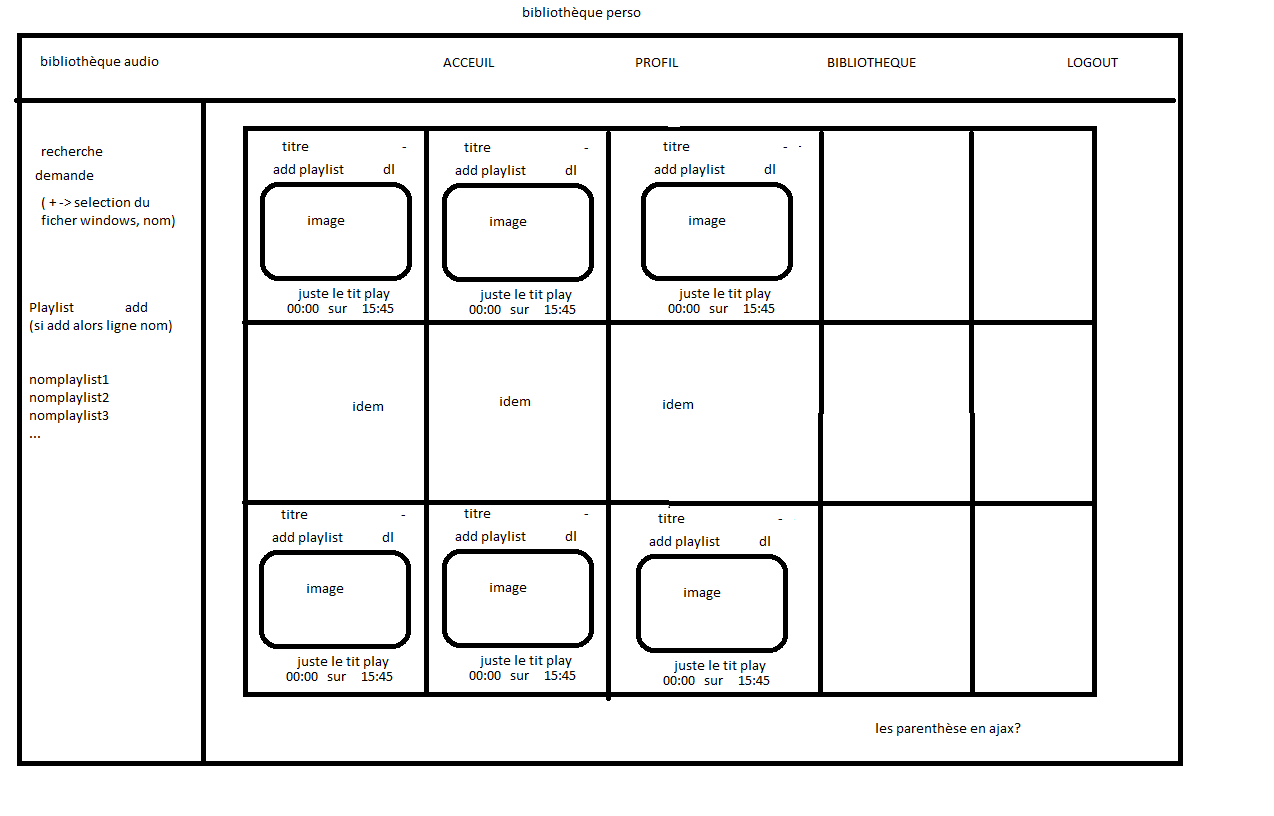 bibliothèque perso
bibliothèque audio ACCEUIL PROFIL BIBLIOTHEQUE LOGOUT
recherche
demande
( + -> selection du
ficher windows, nom)
Playlist add
(si add alors ligne nom)
nomplaylist1
nomplaylist2
nomplaylist3
...
titre -
add playlist dl
image
juste le tit play
00:00 sur 15:45
titre -
add playlist dl
image
juste le tit play
00:00 sur 15:45
titre - -
add playlist dl
image
juste le tit play
00:00 sur 15:45
idem
idem
idem
titre -
add playlist dl
image
juste le tit play
00:00 sur 15:45
titre -
add playlist dl
image
juste le tit play
00:00 sur 15:45
titre -
add playlist dl
image
juste le tit play
00:00 sur 15:45
les parenthèse en ajax?